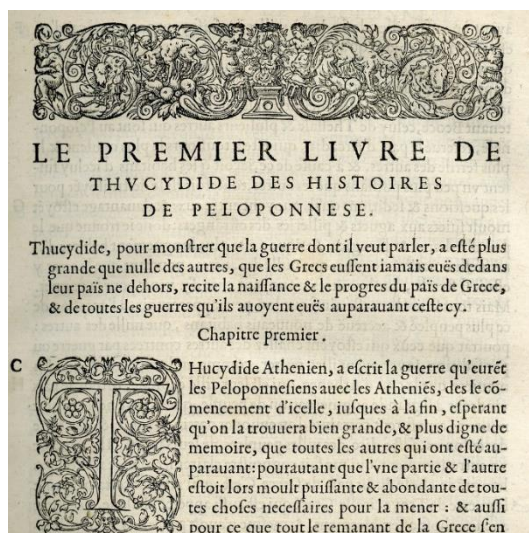 LE PREMIER LIVRE DE
THVCYDIDE DES HISTOIRES
DE PELOPONNESE.
Thucydide, pour monſtrer que la guerre dont il veut parler, a eſté plus
grande que nulle des autres, que les Grecs euſſent iamais euës dedans
leur païs ne dehors, recite la naiſſance & le progres du païs de Grece,
& de toutes les guerres qu'ils auoyent euës auparauant ceſte cy.
Chapitre premier.
C
THucydide Athenien, a eſcrit la guerre qu'eurēt
les Peloponneſiens auec les Atheniēs, des le cō-
mencement d'icelle, iuſques à la fin, eſperant
qu'on la trouuera bien grande, & plus digne de
memoire, que toutes les autres qui ont eſté au-
parauant: pourautant que l'vne partie & l'autre
eſtoit lors moult puiſſante & abondante de tou-
tes choſes neceſſaires pour la mener : & auſſi
pour ce que tout le remanant de la Grece ſ'en